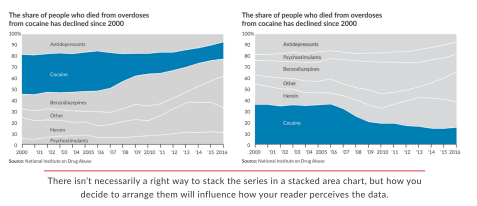 The share of people who died from overdoses
from cocaine has declined since 2000
100%
90
80
70
60
50
40
30
20
10
0
Antidepressants
Cocaine
Benzodiazepines
Other
Heroin
Psychostimulants
2000 '01 '02 '03 '04 '05 '06 '07 '08 '09 2010 '11 '12 '13 '14 '15 2016
Source: National Institute on Drug Abuse
The share of people who died from overdoses
from cocaine has declined since 2000
100%
90
80
70
60
50
40
30
20
10
0
Antidepressants
Psychostimulants
Benzodiazepines
Other
Heroin
Cocaine
2000 '01 '02 '03 '04 '05 '06 '07 '08 '09 2010 '11 '12 '13 '14 '15 2016
Source: National Institute on Drug Abuse
There isn't necessarily a right way to stack the series in a stacked area chart, but how you
decide to arrange them will influence how your reader perceives the data.